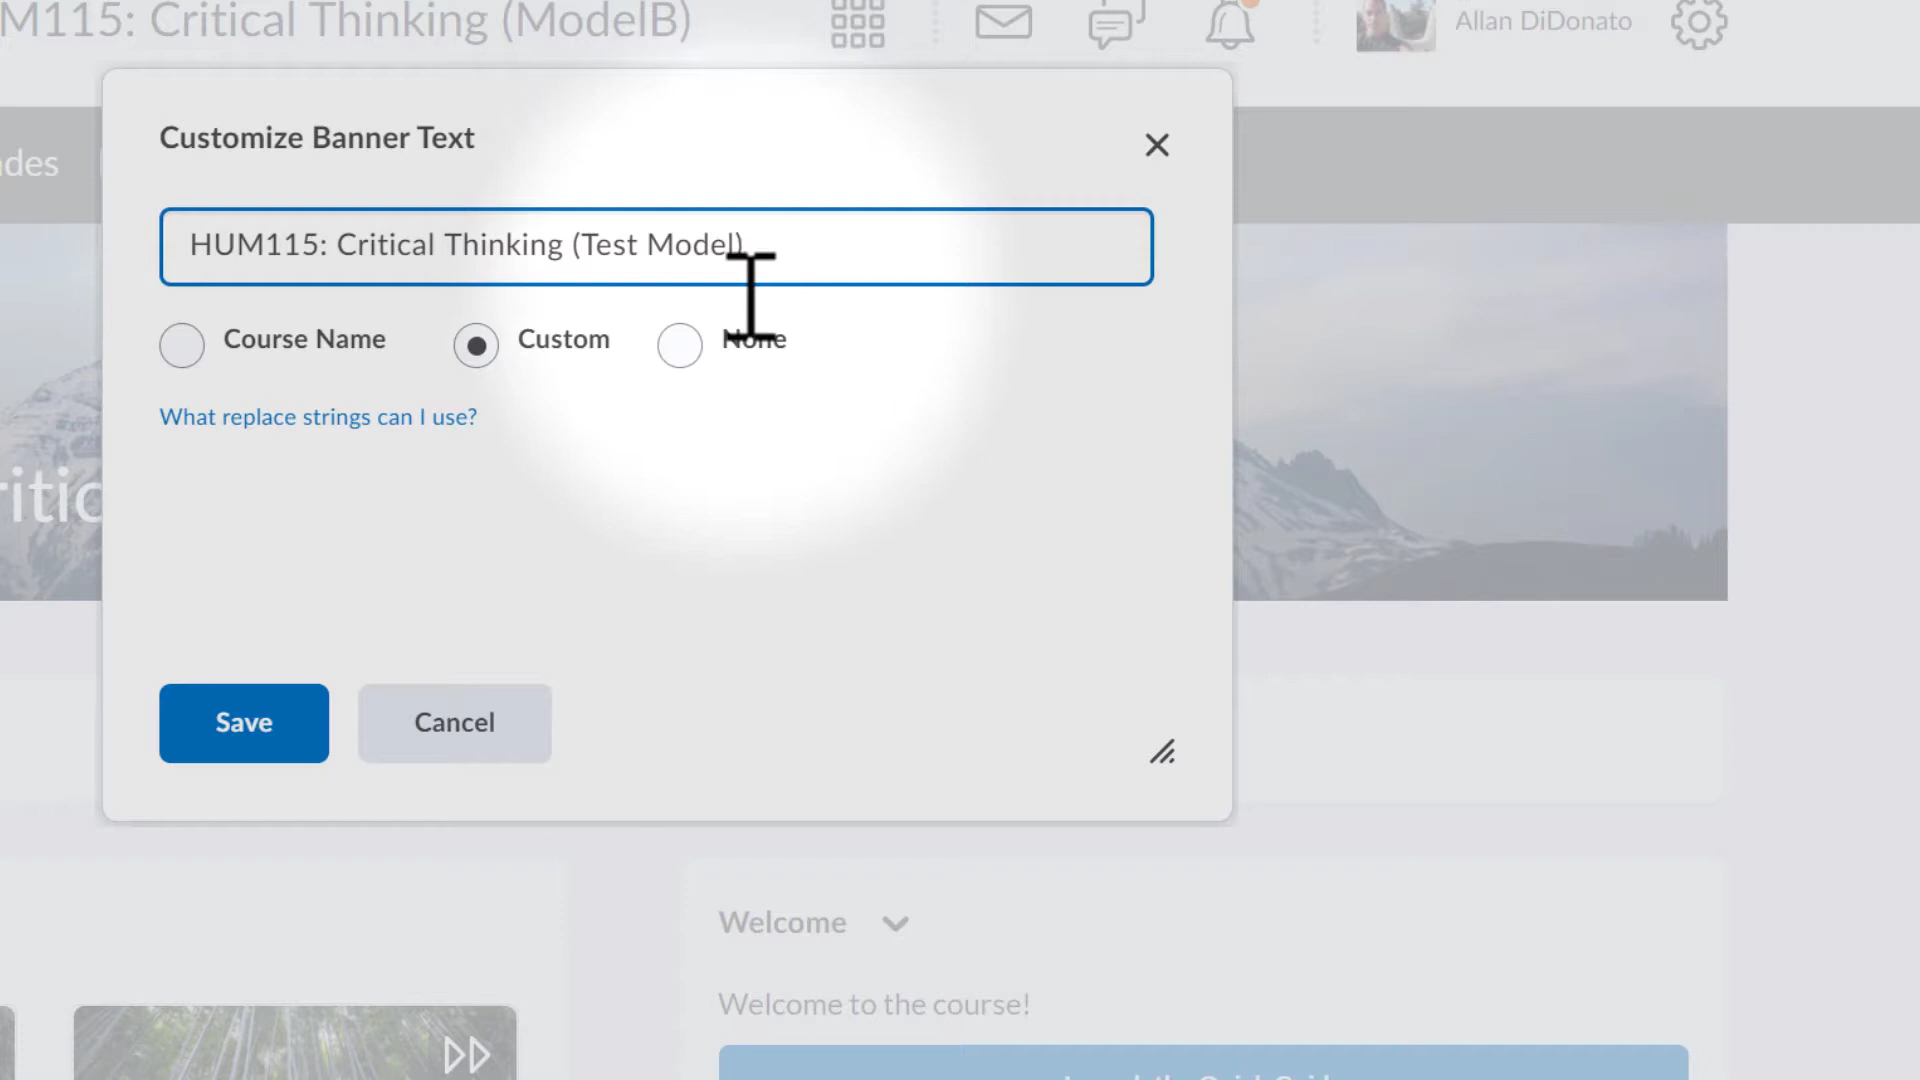 M115: Critical Thinking (ModelB)
Allan DiDonato
Customize Banner Text
ades
HUM115: Critical Thinking (Test Model)
Course Name
Custom
None
What replace strings can I use?
ritic
Save
Cancel
Welcome
Welcome to the course!